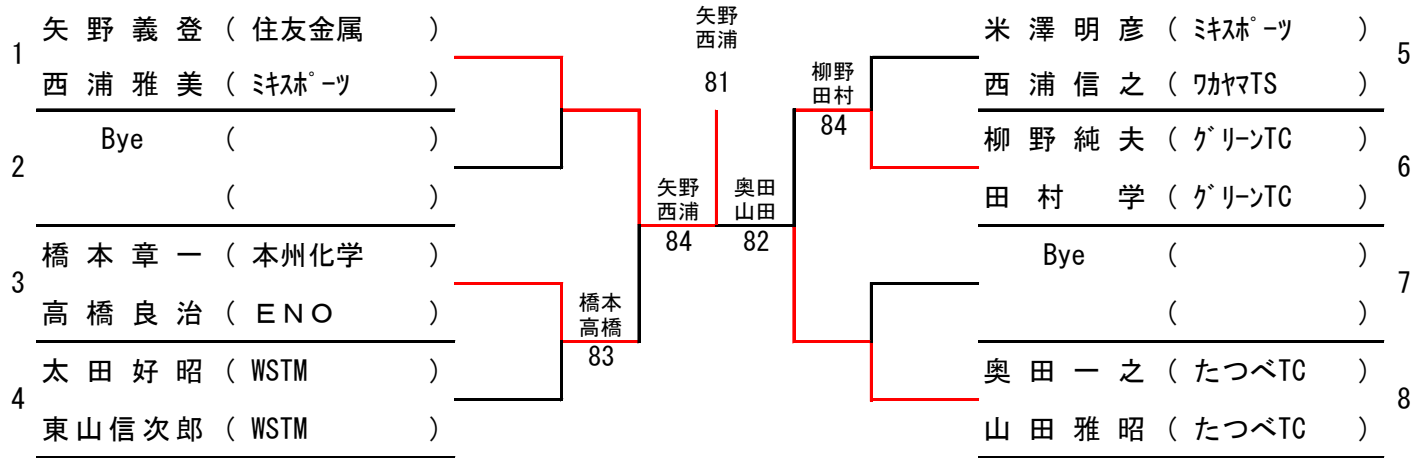 1
矢野義登 ( 住友金属 )
西浦雅美 ( ﾐｷｽﾎﾟｰﾂ )
2
Bye ( )
( )
3
橋本章一 ( 本州化学 )
高橋良治 ( ＥＮＯ )
4
太田好昭 ( WSTM )
東山信次郎 ( WSTM )
橋本
高橋
83
矢野
西浦
84
矢野
西浦
81
奥田
山田
82
柳野
田村
84
米澤明彦 ( ﾐｷｽﾎﾟｰﾂ )
西浦信之 ( ﾜｶﾔﾏTS )
5
柳野純夫 ( ｸﾞﾘｰﾝTC )
田村　学 ( ｸﾞﾘｰﾝTC )
6
Bye ( )
( )
7
奥田一之 ( たつべTC )
山田雅昭 ( たつべTC )
8